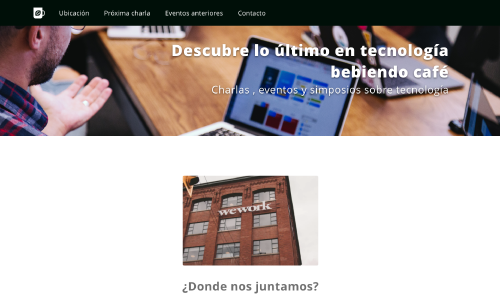 Ubicación
Próxima charla
Eventos anteriores
Contacto
Descubre lo último en tecnología
bebiendo café
Charlas , eventos y simposios sobre tecnología
wework
¿Donde nos juntamos?